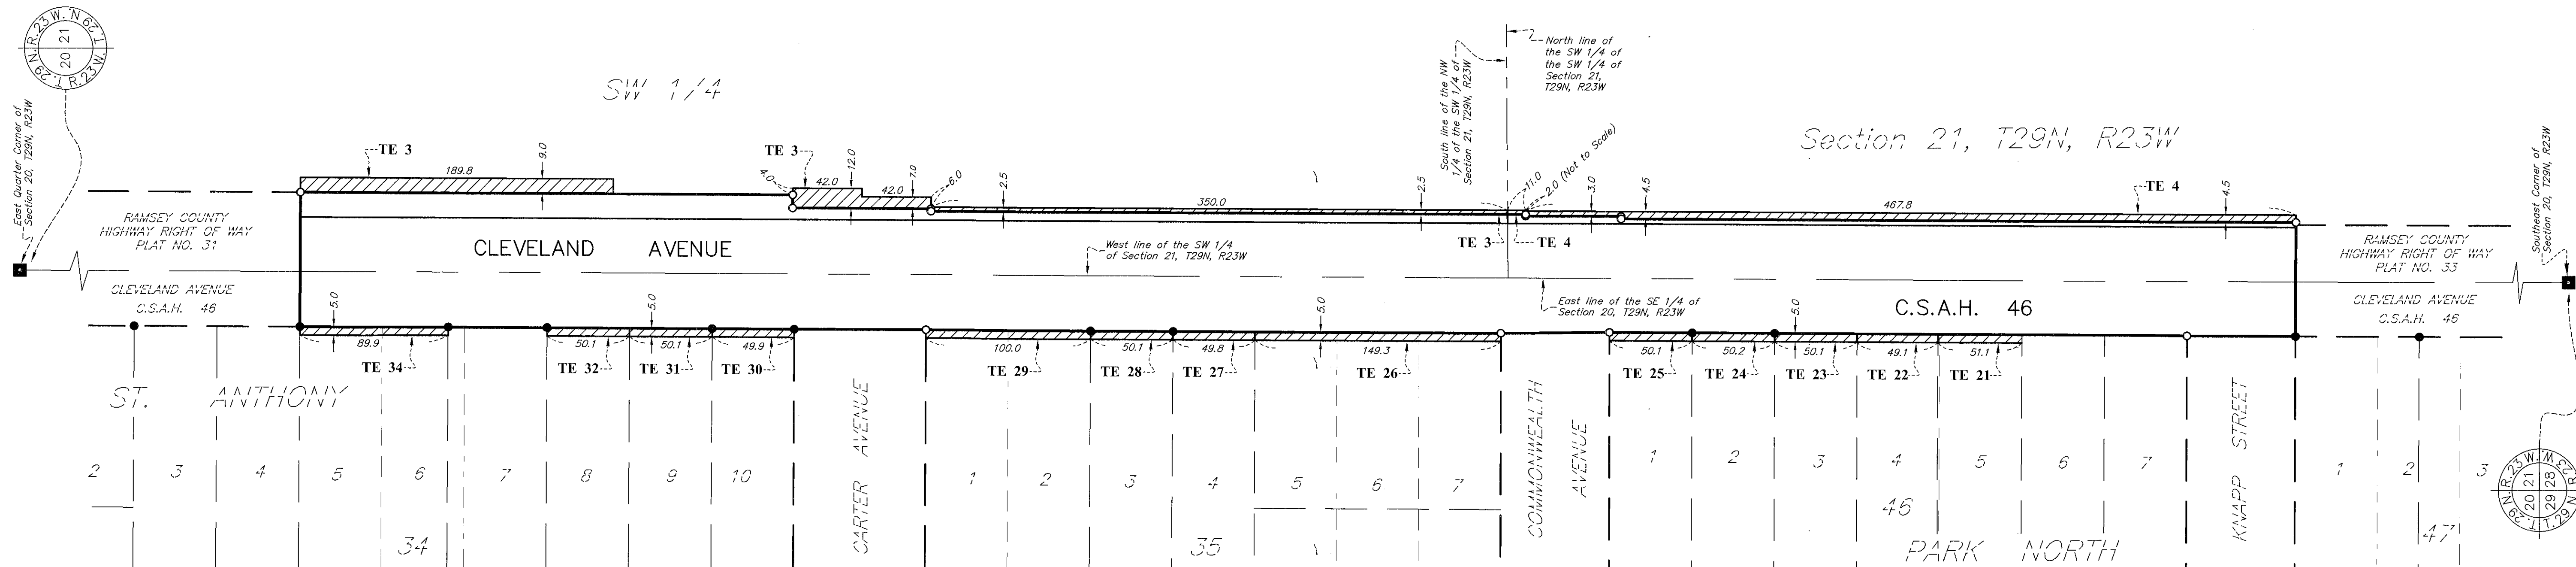 T.29N.R.23W.
20 21
T.29N.R.23W.
East Quarter Corner of
Section 20, T29N, R23W
SW 1/4
Section 21, T29N, R23W
South line of the NW
1/4 of the SW 1/4 of
Section 21, T29N, R23W
North line of
the SW 1/4 of
the SW 1/4 of
Section 21,
T29N, R23W
Southeast Corner of
Section 20, T29N, R23W
TE 3
189.8
9.0
TE 3
4.0
42.0
12.0
42.0
7.0
6.0
2.5
350.0
2.5
11.0
2.0 (Not to Scale)
3.0
4.5
467.8
TE 4
4.5
TE 3
TE 4
RAMSEY COUNTY
HIGHWAY RIGHT OF WAY
PLAT NO. 31
CLEVELAND AVENUE
West line of the SW 1/4
of Section 21, T29N, R23W
RAMSEY COUNTY
HIGHWAY RIGHT OF WAY
PLAT NO. 33
CLEVELAND AVENUE
C.S.A.H. 46
East line of the SE 1/4 of
Section 20, T29N, R23W
C.S.A.H. 46
CLEVELAND AVENUE
C.S.A.H. 46
5.0
5.0
5.0
5.0
89.9
TE 34
50.1
TE 32
50.1
TE 31
49.9
TE 30
100.0
TE 29
50.1
TE 28
49.8
TE 27
149.3
TE 26
50.1
TE 25
50.2
TE 24
50.1
TE 23
49.1
TE 22
51.1
TE 21
ST. ANTHONY
CARTER AVENUE
COMMONWEALTH
AVENUE
KNAPP STREET
2 3 4 5 6 7 8 9 10
1 2 3 4 5 6 7
1 2 3 4 5 6 7
1 2 3
34
35
46
47
PARK NORTH
20 21
29 28